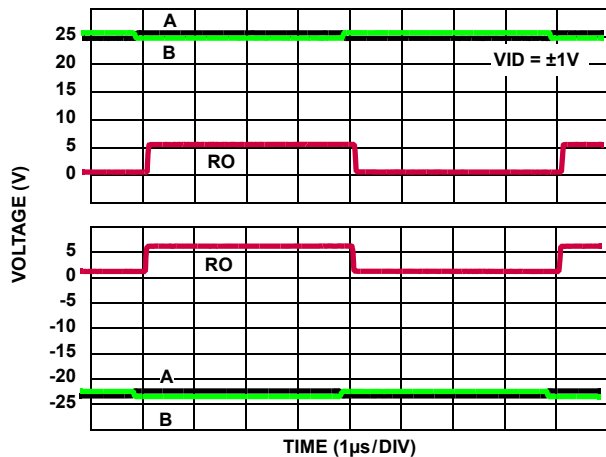 A
25
B
VID = ±1V
20
15
10
5
RO
0
VOLTAGE (V)
5
RO
0
-5
-10
-15
A
-20
-25
B
TIME (1µs/DIV)